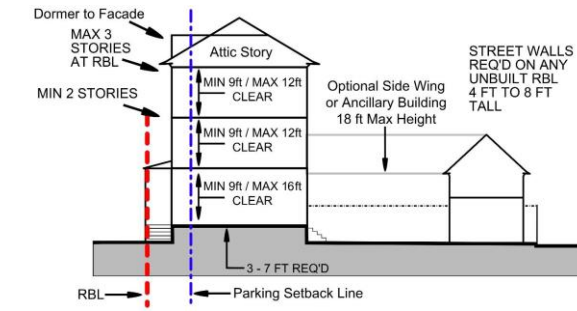 Dormer to Facade
MAX 3
STORIES
AT RBL
MIN 2 STORIES
Attic Story
MIN 9ft / MAX 12ft
CLEAR
MIN 9ft / MAX 12ft
CLEAR
MIN 9ft / MAX 16ft
CLEAR
Optional Side Wing
or Ancillary Building
18 ft Max Height
STREET WALLS
REQ'D ON ANY
UNBUILT RBL
4 FT TO 8 FT
TALL
3 - 7 FT REQ'D
RBL
Parking Setback Line